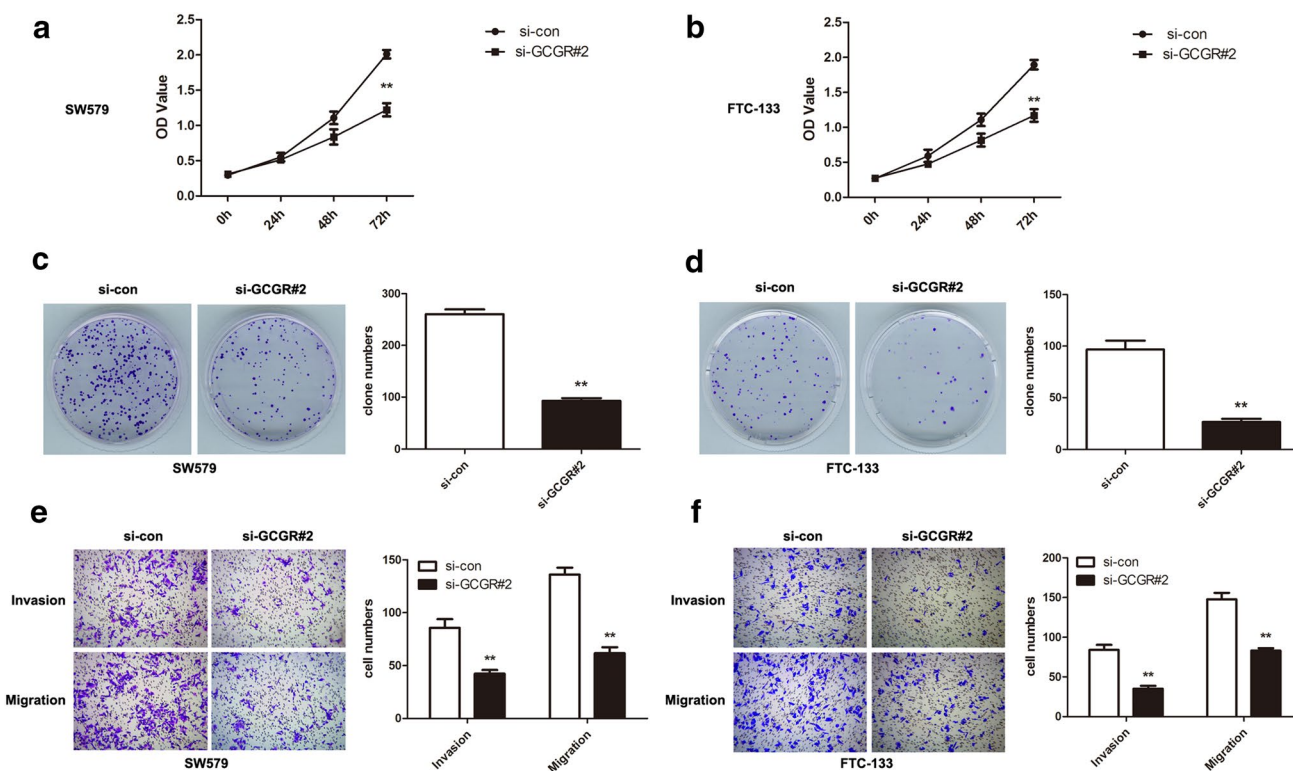 a
SW579
OD Value
2.5
2.0
1.5
1.0
0.5
0.0
0h
24h
48h
72h
**
si-con
si-GCGR#2
b
FTC-133
OD Value
2.5
2.0
1.5
1.0
0.5
0.0
0h
24h
48h
72h
**
si-con
si-GCGR#2
c
si-con
si-GCGR#2
SW579
clone numbers
300
200
100
0
**
si-con
si-GCGR#2
d
si-con
si-GCGR#2
FTC-133
clone numbers
150
100
50
0
**
si-con
si-GCGR#2
e
si-con
si-GCGR#2
Invasion
Migration
SW579
cell numbers
150
100
50
0
si-con
si-GCGR#2
**
**
Invasion
Migration
f
si-con
si-GCGR#2
Invasion
Migration
FTC-133
cell numbers
200
150
100
50
0
si-con
si-GCGR#2
**
**
Invasion
Migration